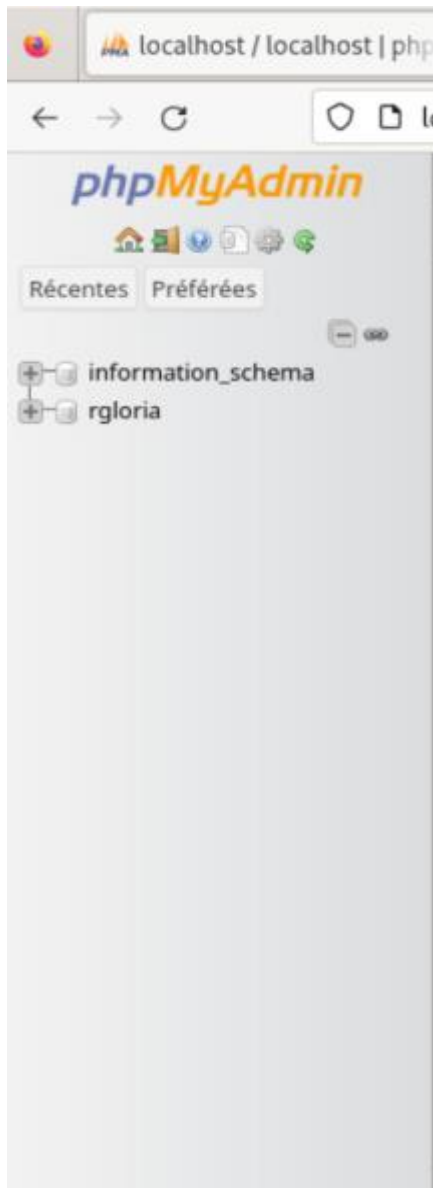 localhost / localhost | php
phpMyAdmin
Récentes Préférées
information_schema
rgloria